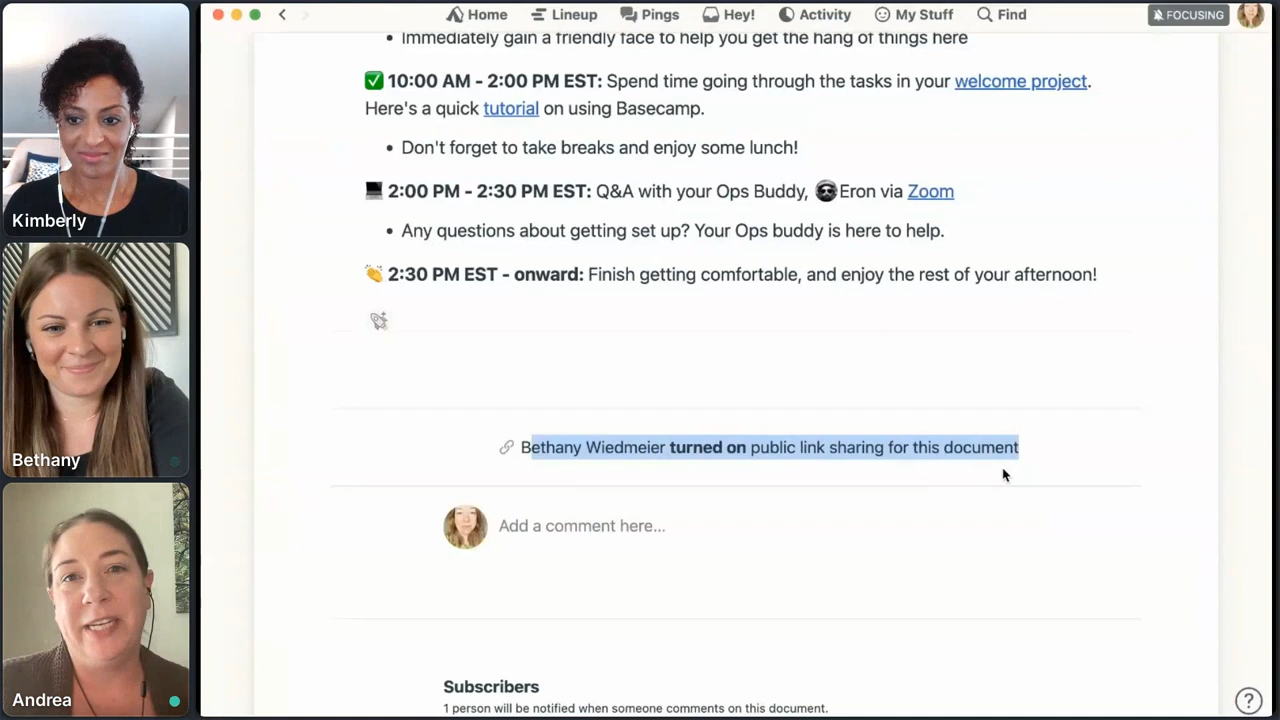 Home Lineup Pings Hey! Activity My Stuff Find FOCUSING
Immediately gain a friendly face to help you get the hang of things here
10:00 AM - 2:00 PM EST: Spend time going through the tasks in your welcome project.
Here's a quick tutorial on using Basecamp.
Don't forget to take breaks and enjoy some lunch!
2:00 PM - 2:30 PM EST: Q&A with your Ops Buddy, Eron via Zoom
Any questions about getting set up? Your Ops buddy is here to help.
2:30 PM EST - onward: Finish getting comfortable, and enjoy the rest of your afternoon!
Bethany Wiedmeier turned on public link sharing for this document
Add a comment here...
Subscribers
1 person will be notified when someone comments on this document.
?
Kimberly
Bethany
Andrea